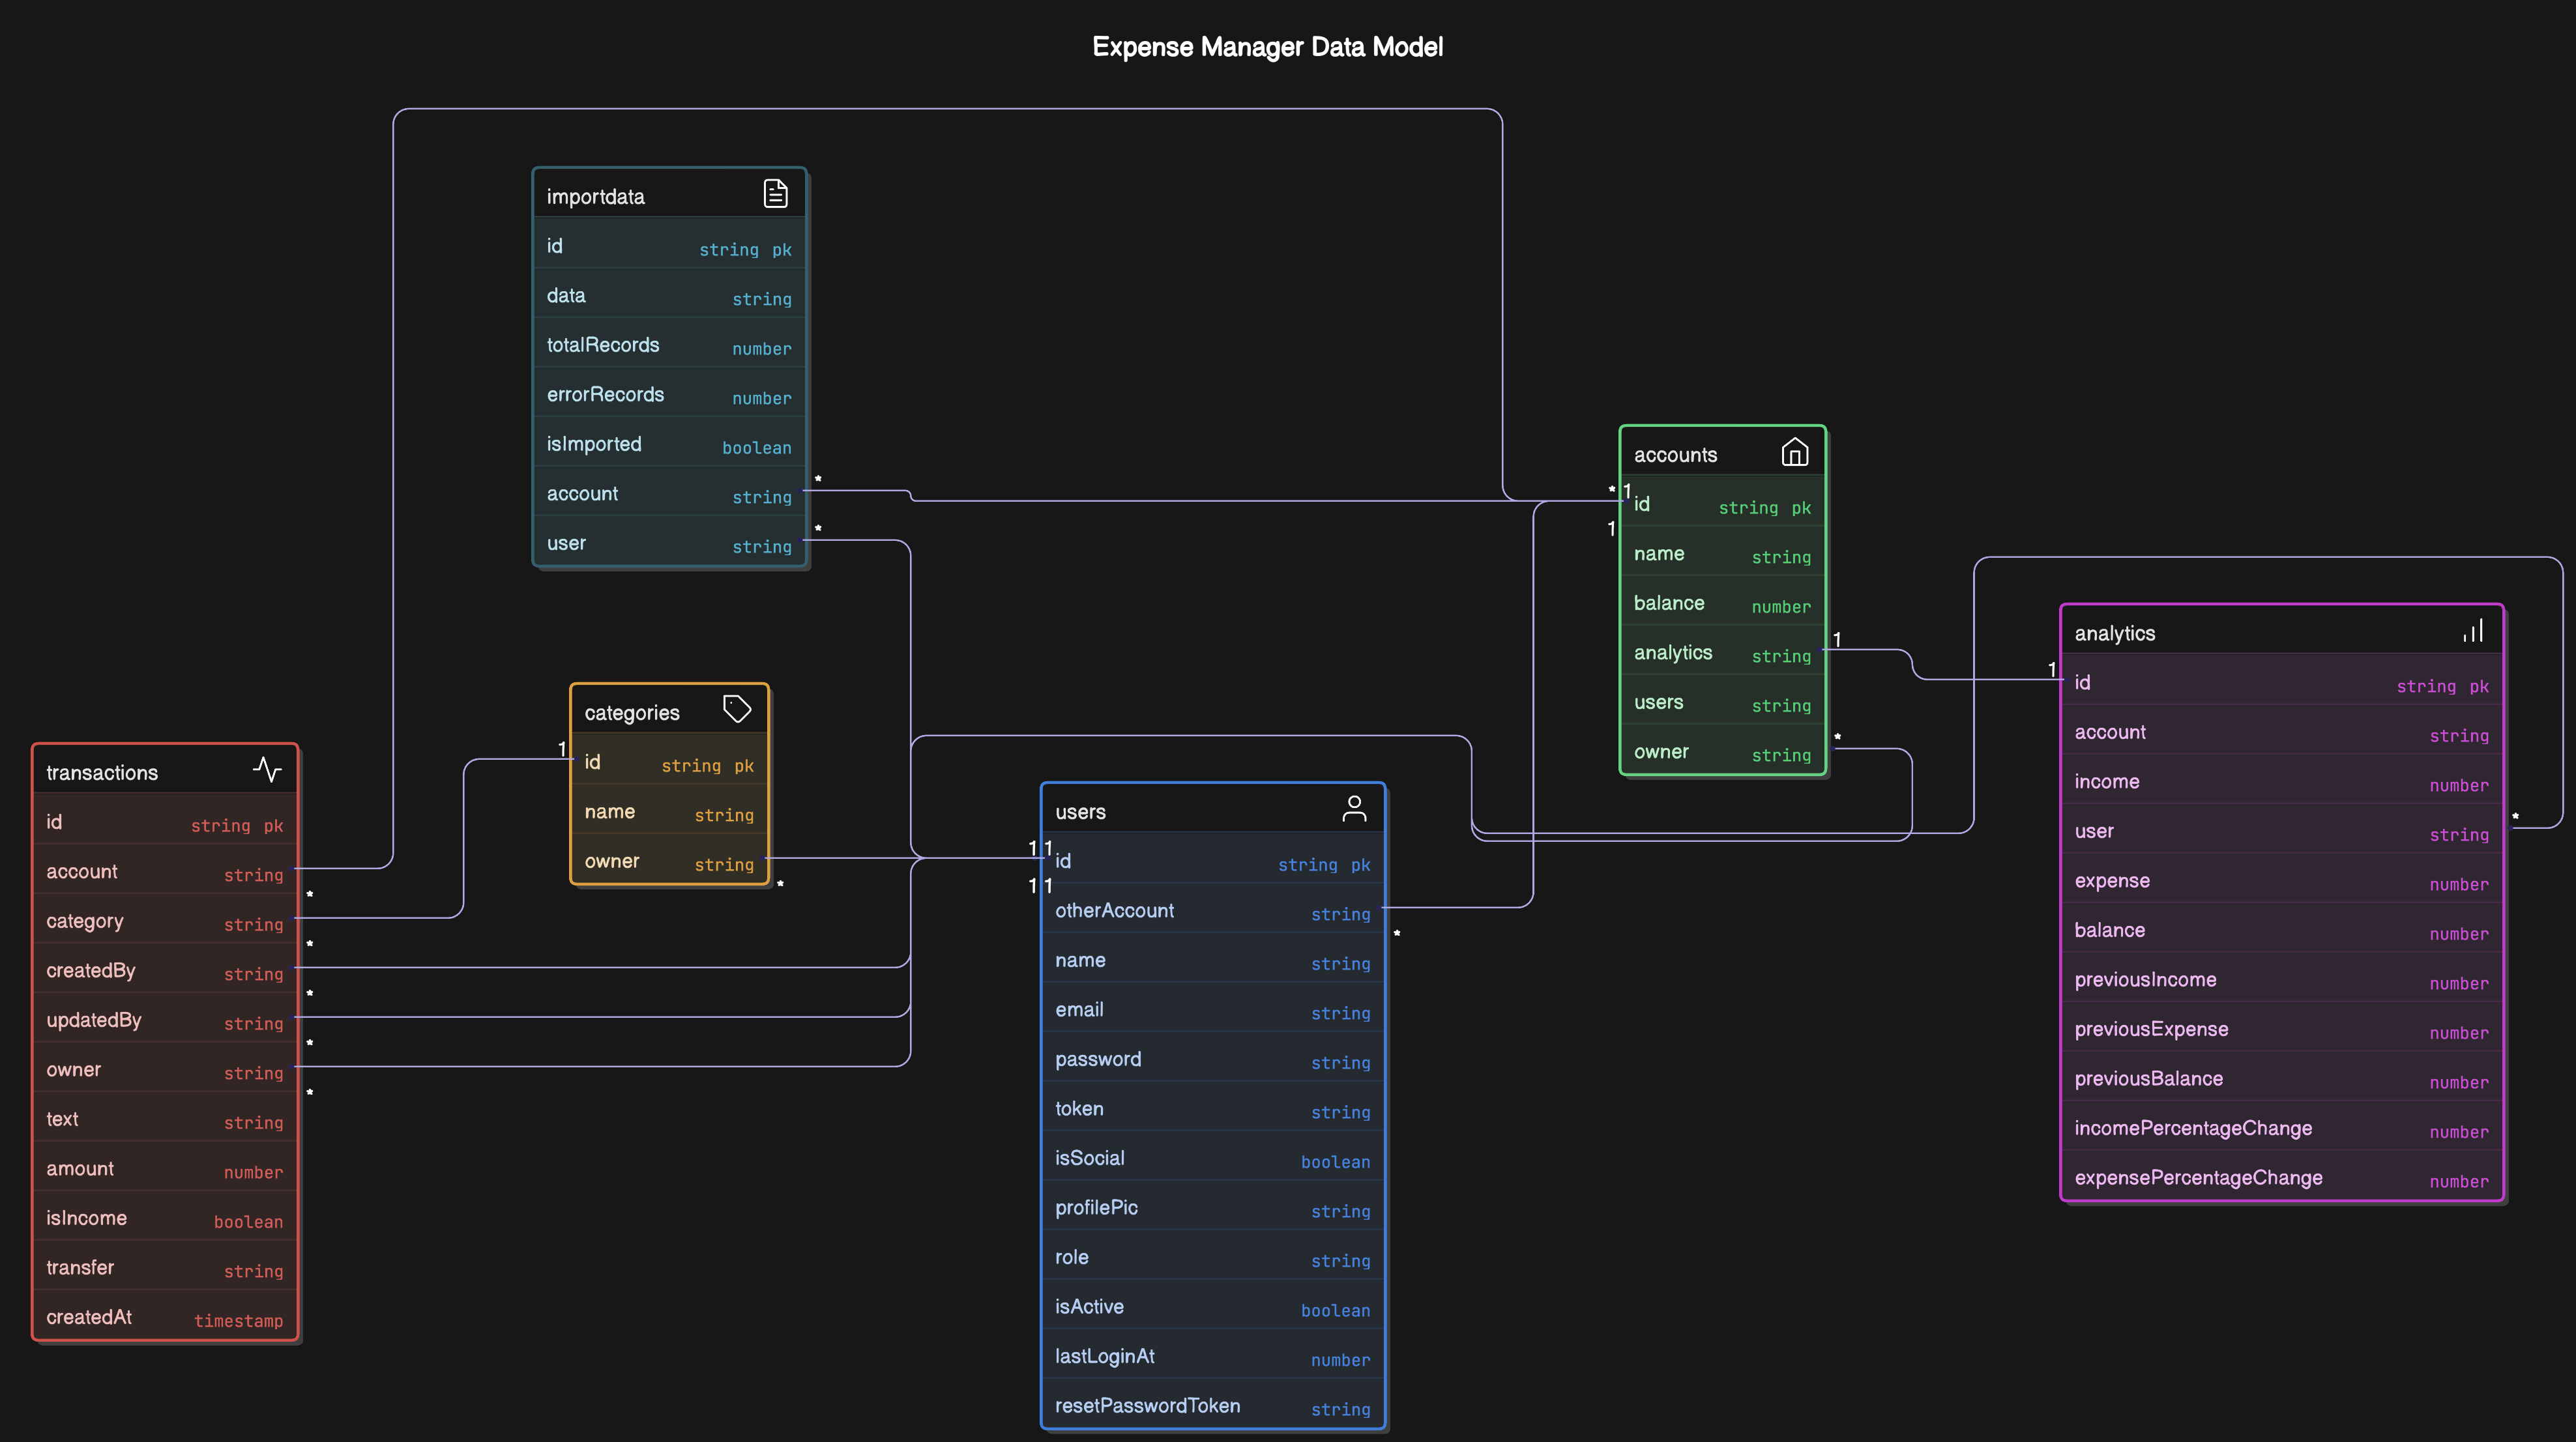 Expense Manager Data Model
importdata
id string pk
data string
totalRecords number
errorRecords number
isImported boolean
account string
*
user string
*
accounts
* 1
id string pk
1
name string
balance number
analytics string
1
users string
owner string
*
analytics
1
id string pk
account string
income number
user string
*
expense number
balance number
previousIncome number
previousExpense number
previousBalance number
incomePercentageChange number
expensePercentageChange number
categories
1
id string pk
name string
owner string
*
transactions
id string pk
account string
*
category string
*
createdBy string
*
updatedBy string
*
owner string
*
text string
amount number
isIncome boolean
transfer string
createdAt timestamp
users
1 1
id string pk
1 1
otherAccount string
*
name string
email string
password string
token string
isSocial boolean
profilePic string
role string
isActive boolean
lastLoginAt number
resetPasswordToken string